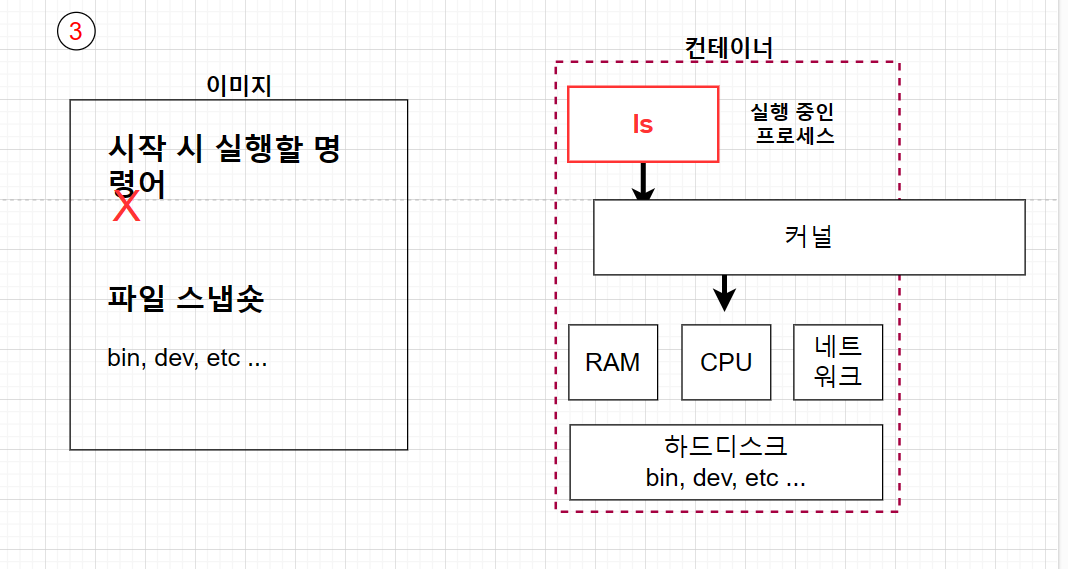 3
이미지
시작 시 실행할 명
령어
X
파일 스냅숏
bin, dev, etc ...
컨테이너
ls
실행 중인
프로세스
커널
RAM
CPU
네트
워크
하드디스크
bin, dev, etc ...